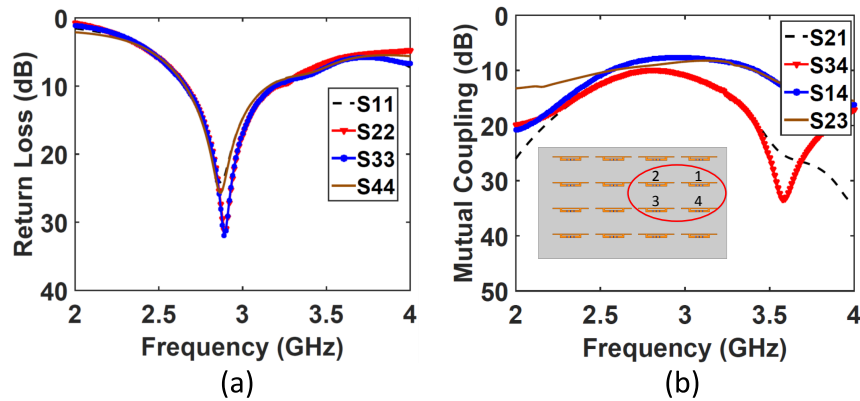 0
10
20
30
40
Return Loss (dB)
2
2.5
3
3.5
4
Frequency (GHz)
S11
S22
S33
S44
(a)
0
10
20
30
40
50
Mutual Coupling (dB)
2
2.5
3
3.5
4
Frequency (GHz)
S21
S34
S14
S23
2 1
3 4
(b)